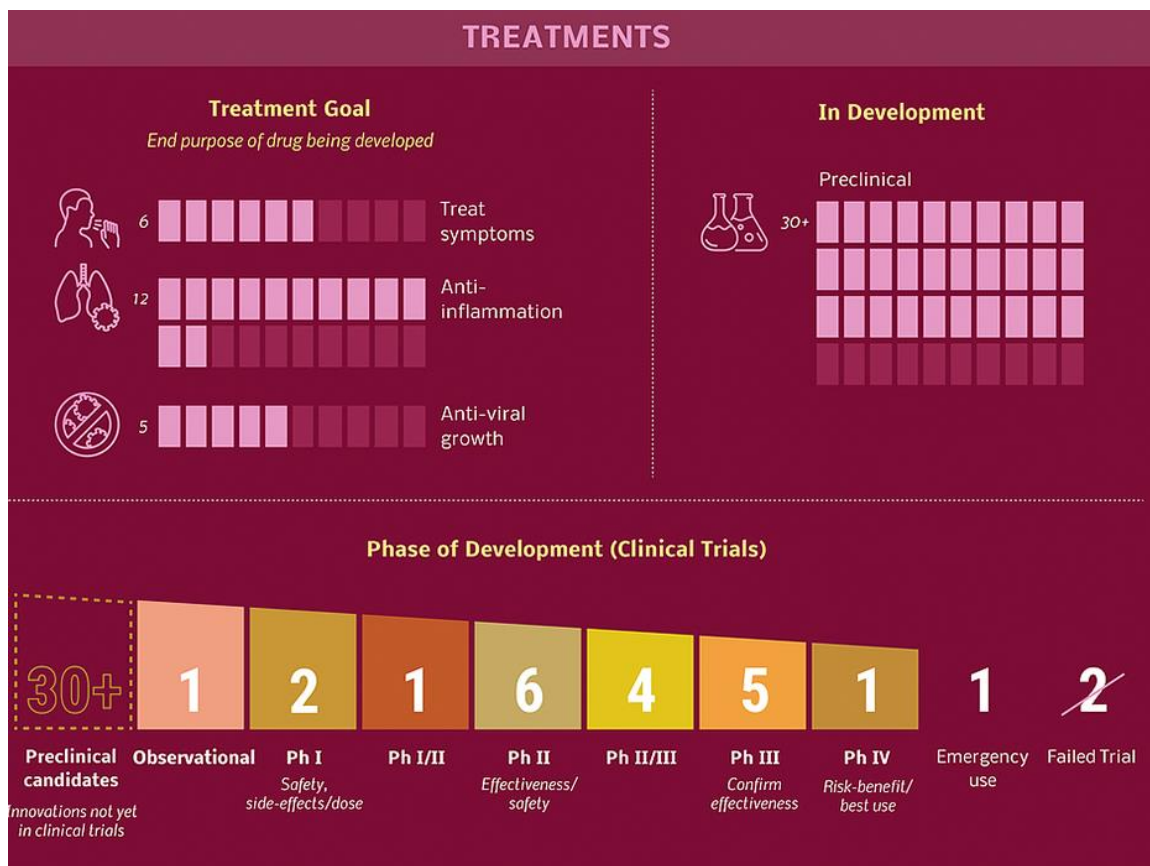 TREATMENTS
Treatment Goal
End purpose of drug being developed
6
Treat
symptoms
12
Anti-
inflammation
5
Anti-viral
growth
In Development
Preclinical
30+
Phase of Development (Clinical Trials)
30+
Preclinical
candidates
Innovations not yet
in clinical trials
1
Observational
2
Ph I
Safety,
side-effects/dose
1
Ph I/II
6
Ph II
Effectiveness/
safety
4
Ph II/III
5
Ph III
Confirm
effectiveness
1
Ph IV
Risk-benefit/
best use
1
Emergency
use
2
Failed Trial